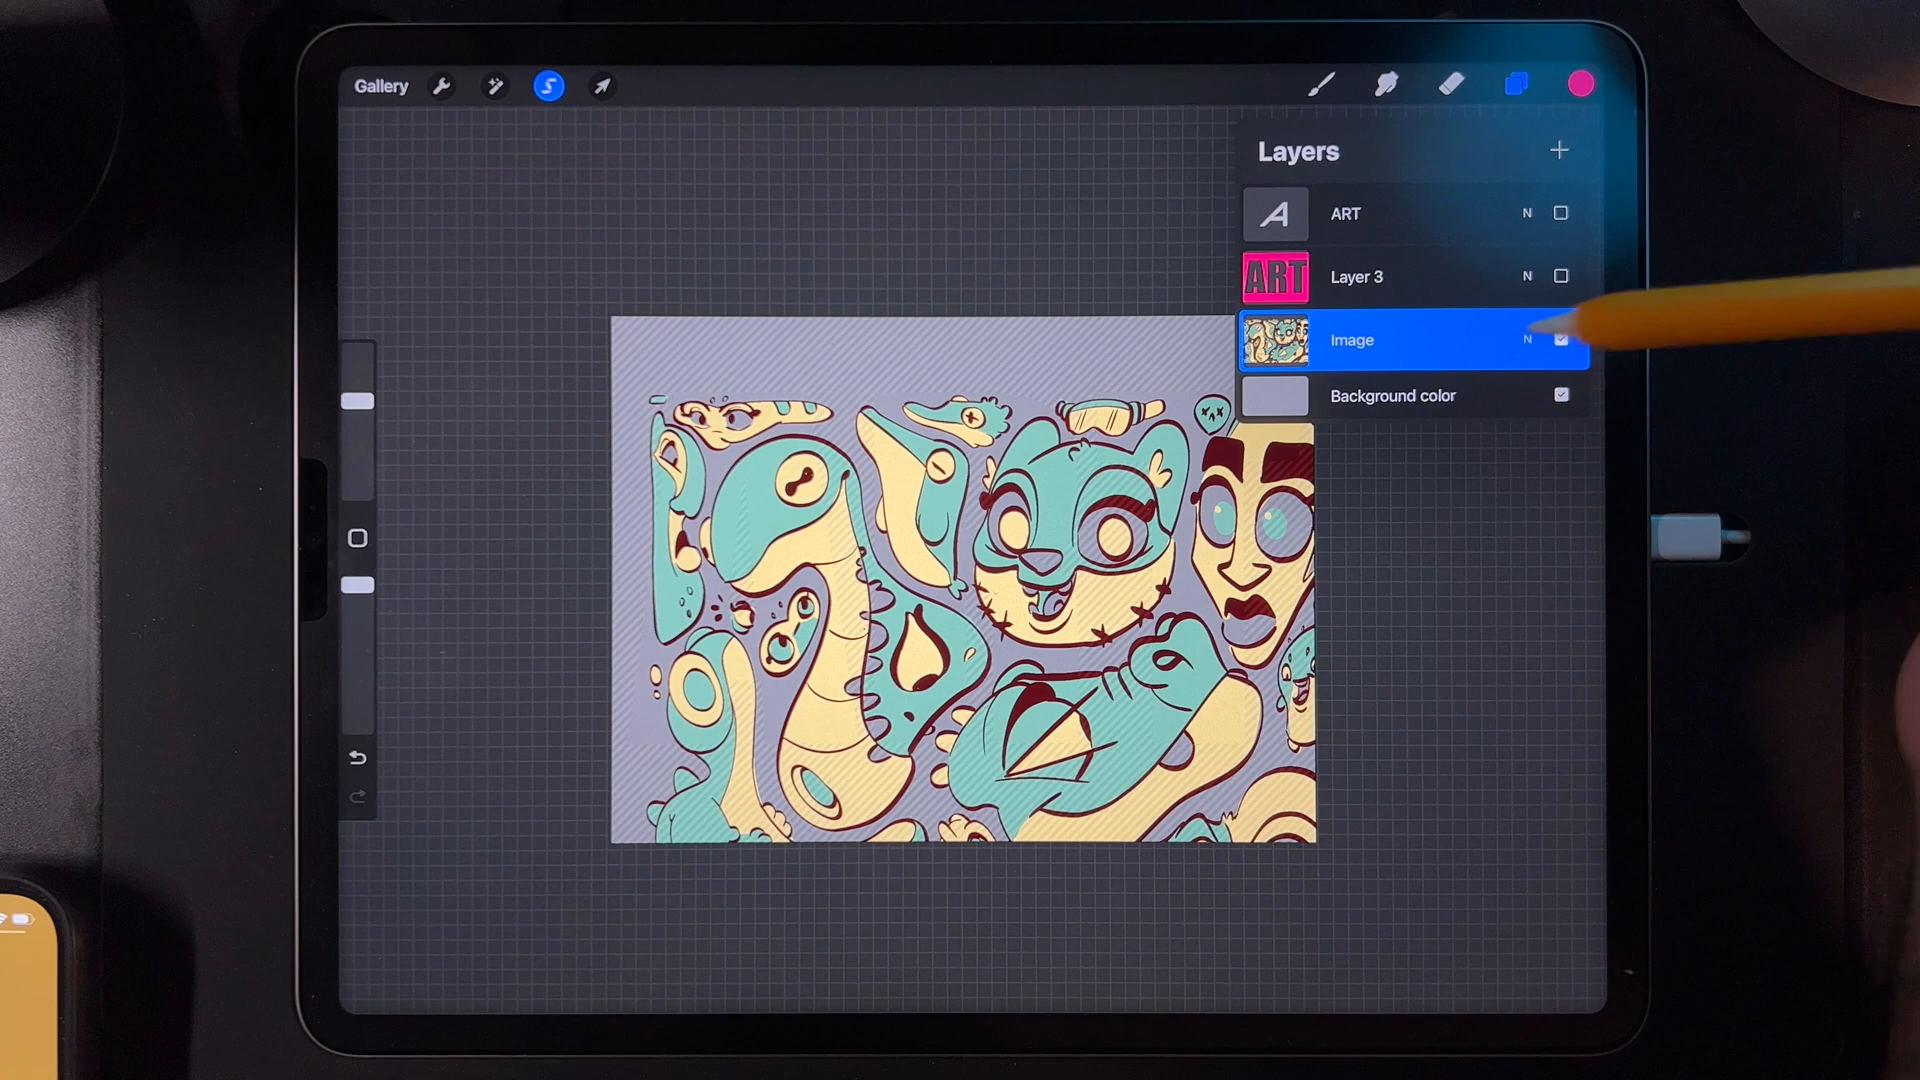 Gallery
Layers
A
ART
N
ART
Layer 3
N
Image
N
Background color